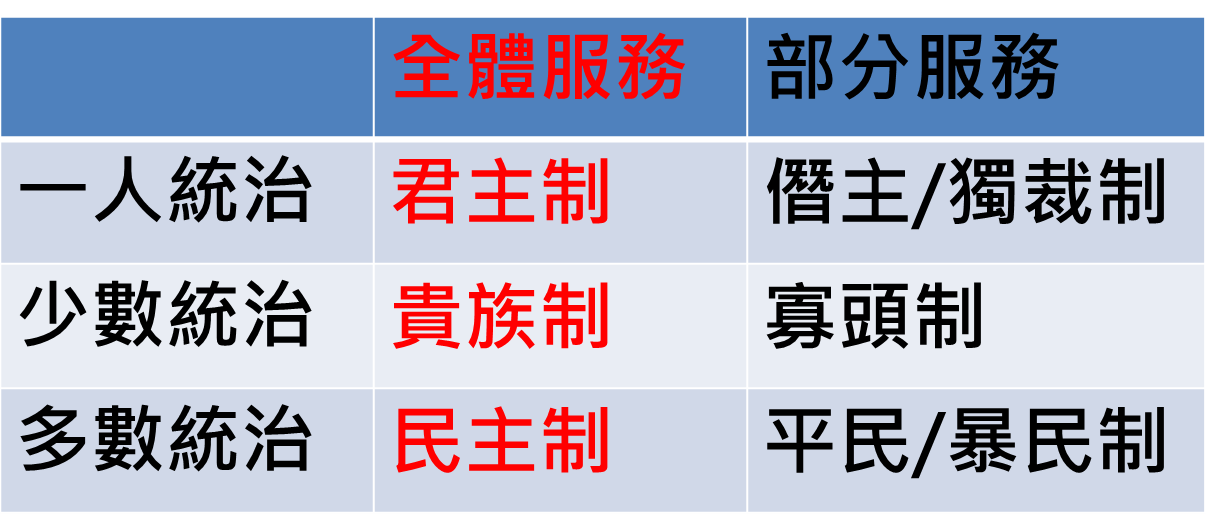 全體服務 部分服務
一人統治 君主制 僭主/獨裁制
少數統治 貴族制 寡頭制
多數統治 民主制 平民/暴民制